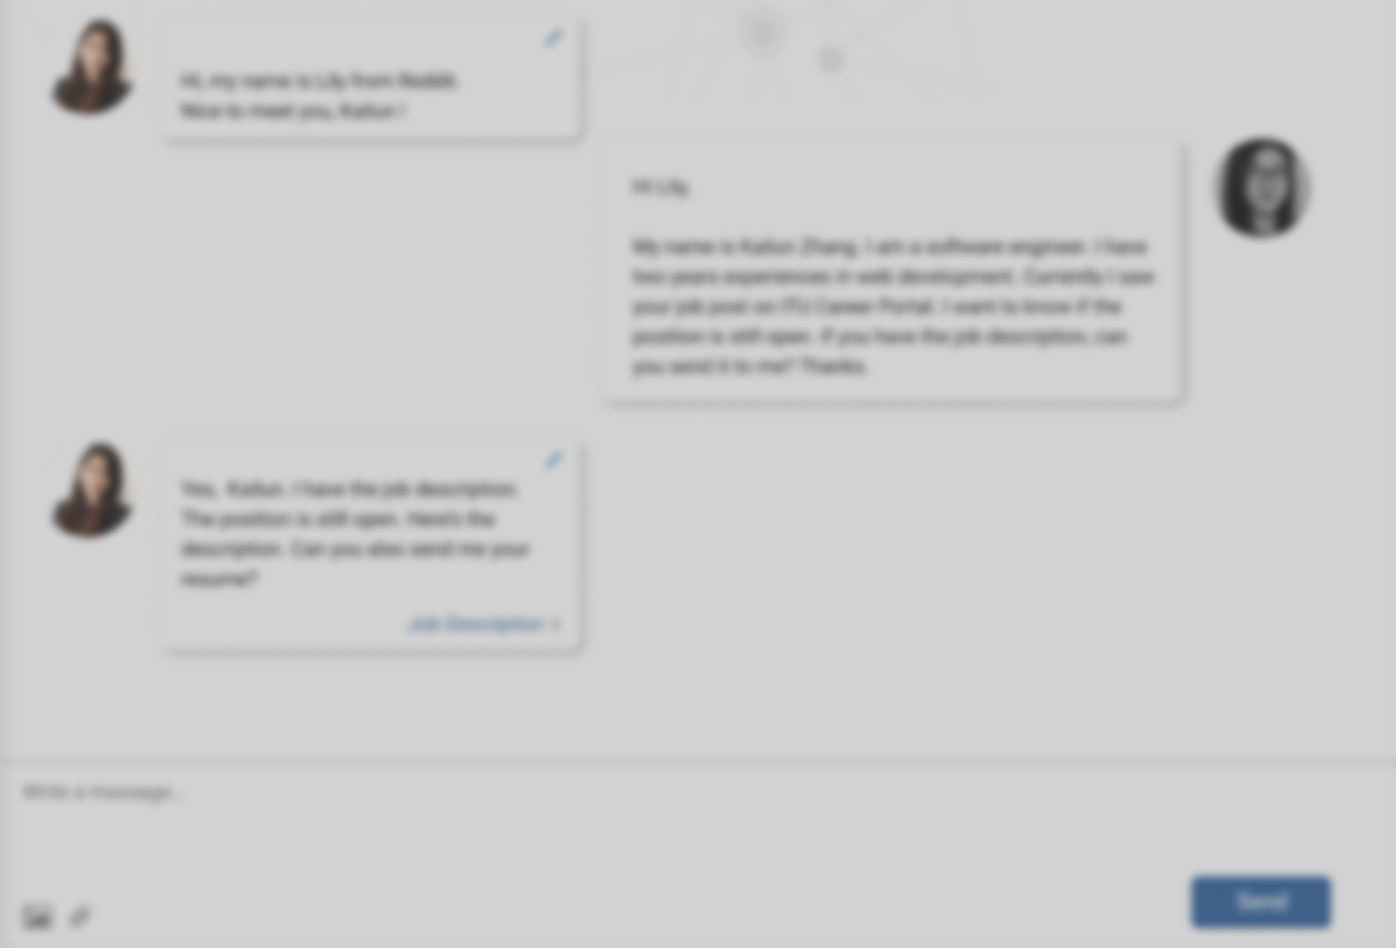 Hi, my name is Lily from Reddit.
Nice to meet you, Kailun !
Hi Lily,
My name is Kailun Zhang. I am a software engineer. I have
two years experiences in web development. Currently I saw
your job post on ITU Career Portal. I want to know if the
position is still open. If you have the job description, can
you send it to me? Thanks.
Yes, Kailun. I have the job description.
The position is still open. Here's the
description. Can you also send me your
resume?
Job Description
Write a message...
Send